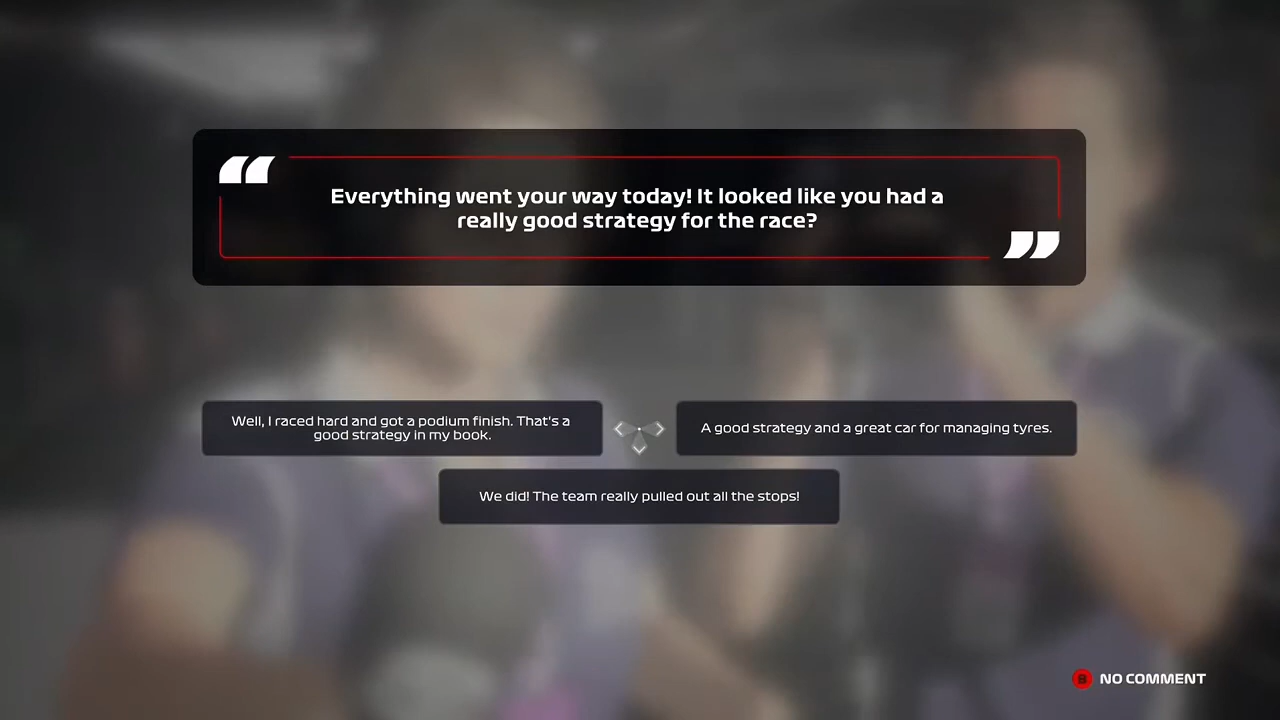 Everything went your way today! It looked like you had a
really good strategy for the race?
Well, I raced hard and got a podium finish. That's a
good strategy in my book.
A good strategy and a great car for managing tyres.
We did! The team really pulled out all the stops!
B NO COMMENT